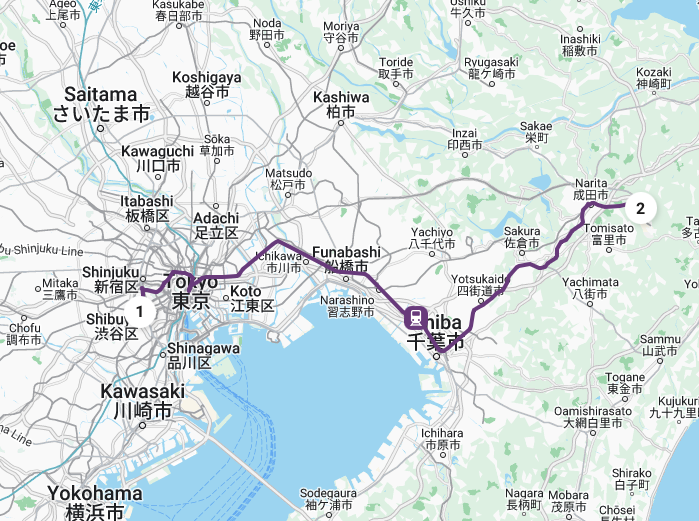 Ageo
上尾市
Kasukabe
春日部市
Noda
野田市
Moriya
守谷市
Ushiku
牛久市
Inashiki
稲敷市
Toride
取手市
Ryugasaki
龍ケ崎市
Kozaki
神崎町
Koshigaya
越谷市
Saitama
さいたま市
Kashiwa
柏市
Sakae
栄町
Inzai
印西市
Sōka
草加市
Kawaguchi
川口市
Matsudo
松戸市
Narita
成田市
Itabashi
板橋区
Adachi
足立区
2
Yachiyo
八千代市
Sakura
佐倉市
Tomisato
富里市
Shinjuku Line
Ichikawa
市川市
Funabashi
船橋市
Shinjuku
新宿区
Tokyo
東京
Mitaka
三鷹市
Koto
江東区
Yotsukaido
四街道市
Yachimata
八街市
Narashino
習志野市
1
渋谷区
Chofu
調布市
千葉市
Sammu
山武市
Shinagawa
品川区
Togane
東金市
Kawasaki
川崎市
九十九里町
Oamishirasato
大網白里市
Ichihara
市原市
Line
Shirako
白子町
Yokohama
横浜市
Sodegaura
袖ケ浦市
Nagara
長柄町
Mobara
茂原市
Chōsei